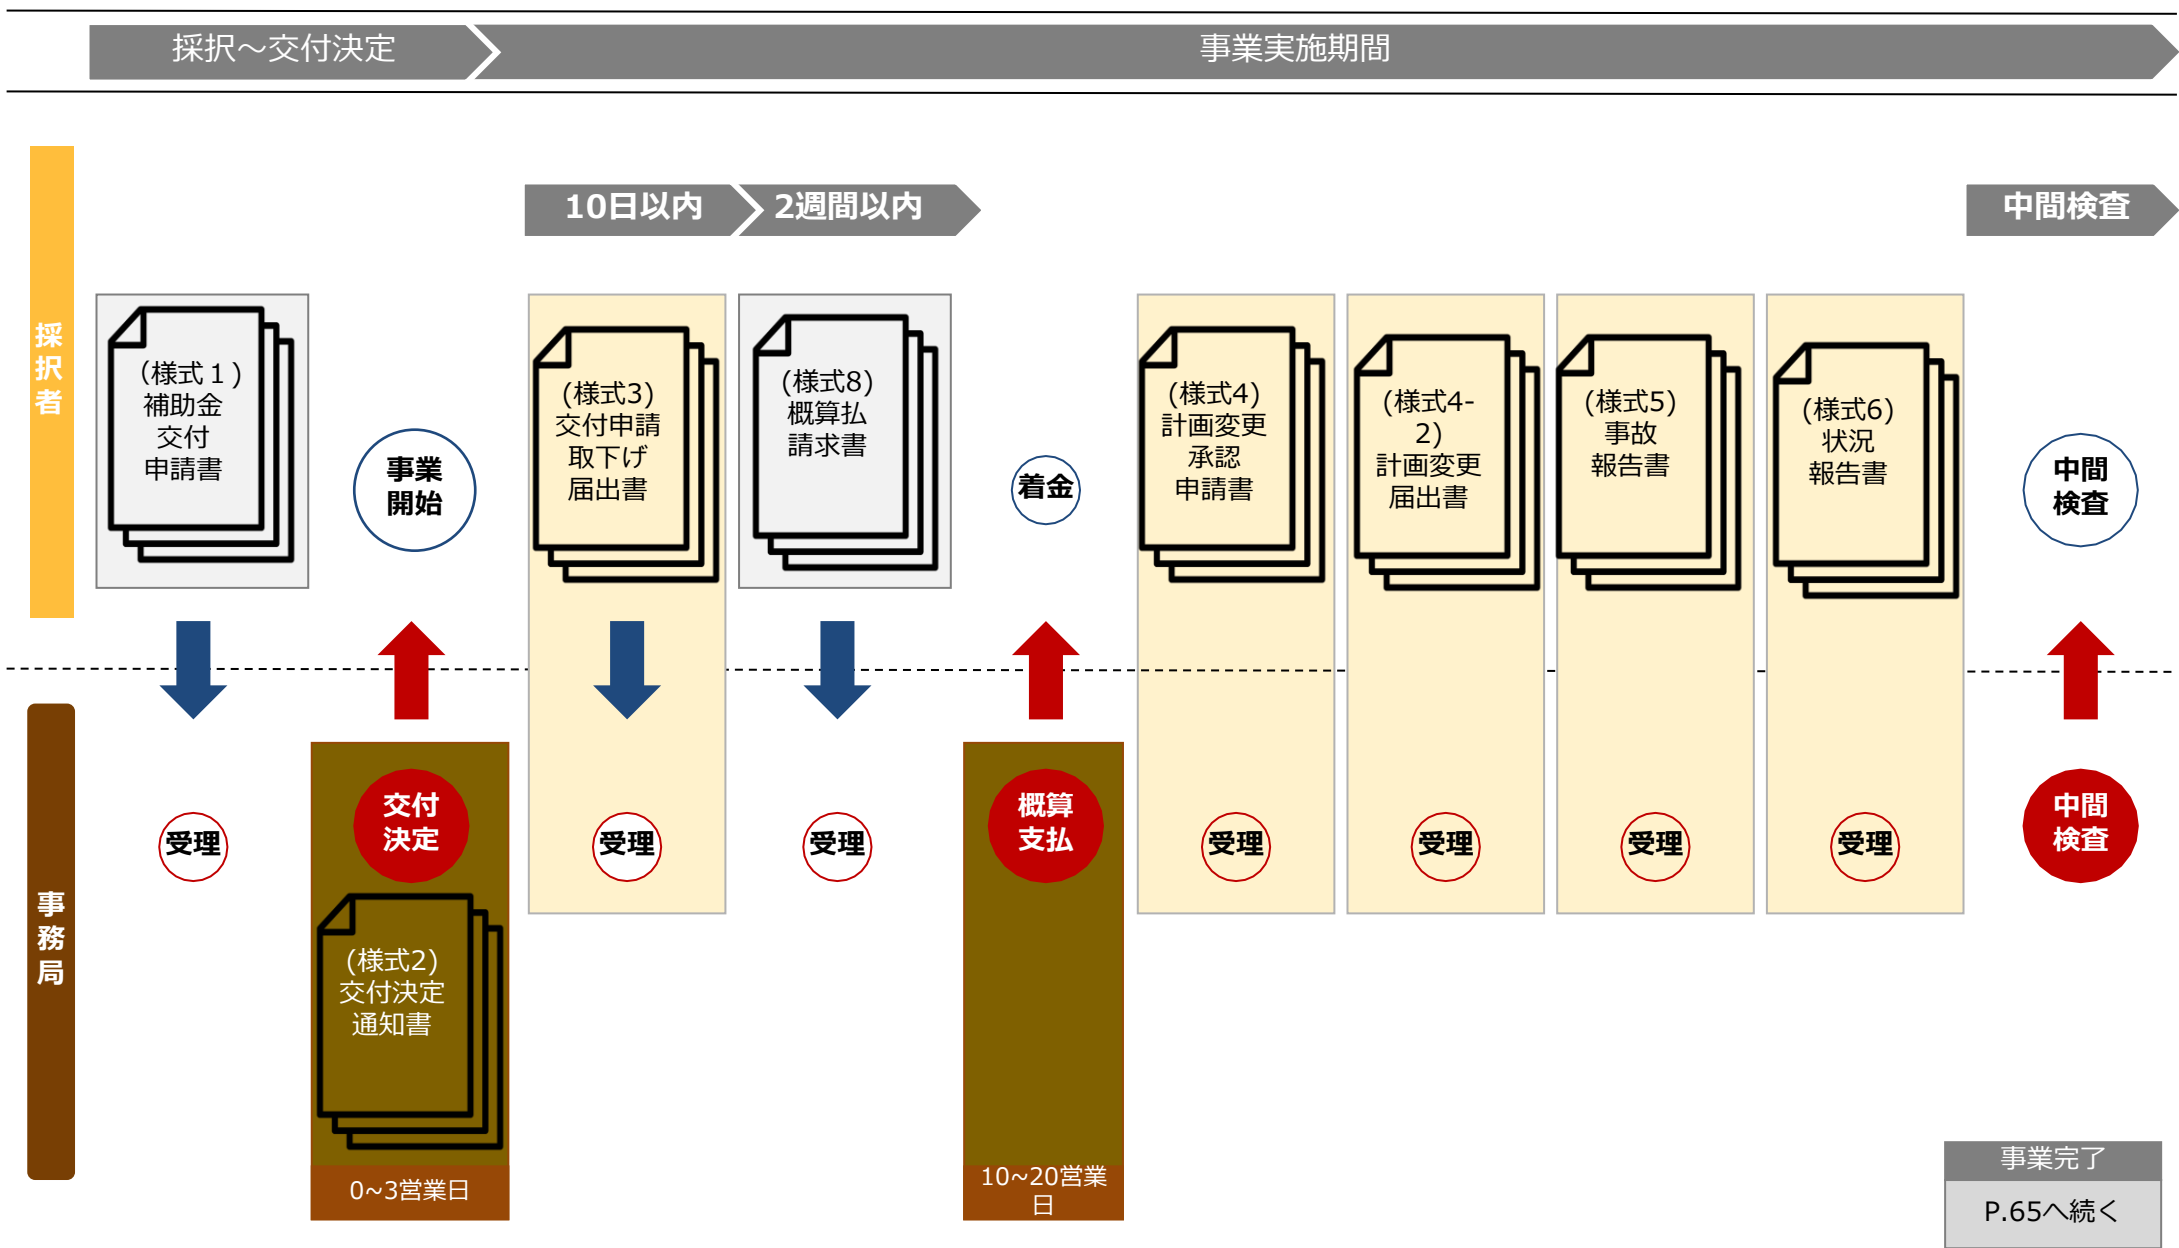 採択～交付決定
事業実施期間
10日以内
2週間以内
中間検査
採
択
者
（様式１)
補助金
交付
申請書
事業
開始
(様式3)
交付申請
取下げ
届出書
(様式8)
概算払
請求書
着金
(様式4)
計画変更
承認
申請書
(様式4-
2)
計画変更
届出書
(様式5)
事故
報告書
(様式6)
状況
報告書
中間
検査
事
務
局
受理
交付
決定
受理
受理
概算
支払
受理
受理
受理
受理
中間
検査
(様式2)
交付決定
通知書
0~3営業日
10~20営業
日
事業完了
P.65へ続く